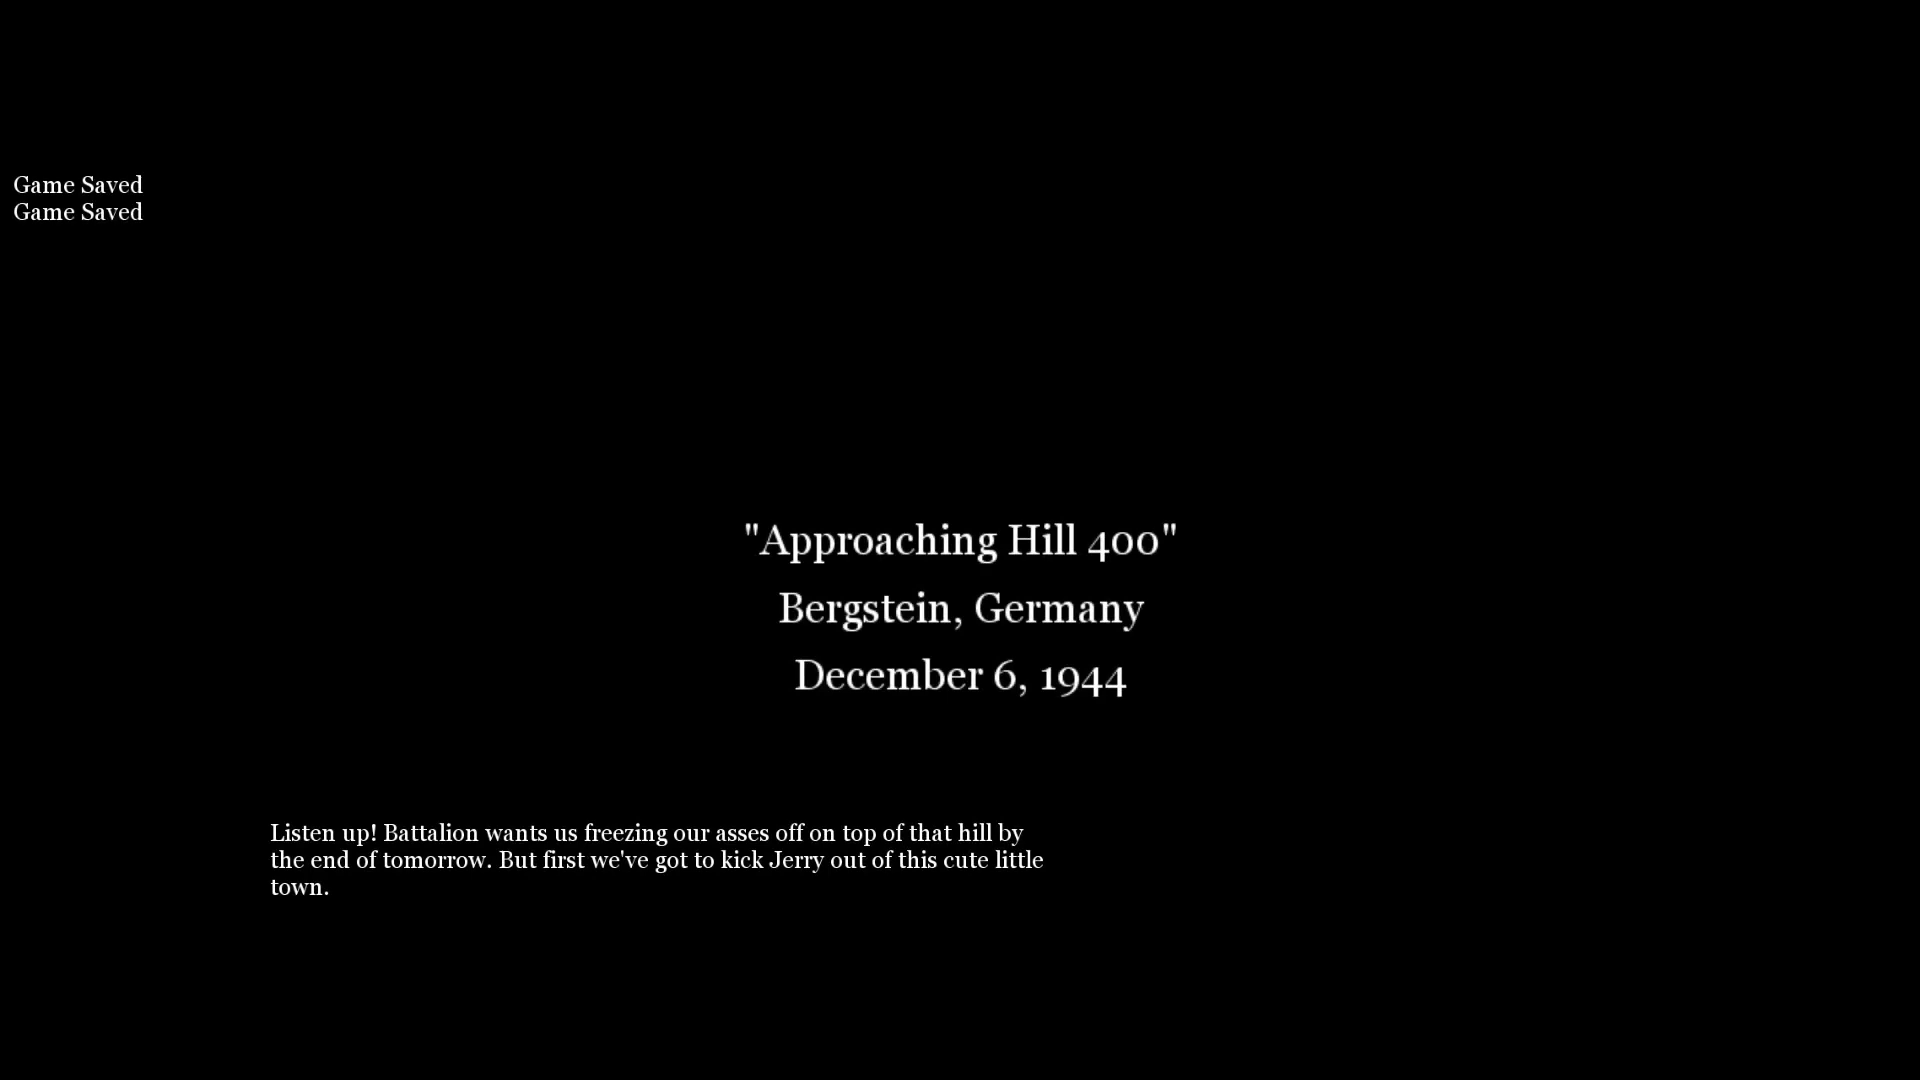 Game Saved
Game Saved
"Approaching Hill 400"
Bergstein, Germany
December 6, 1944
Listen up! Battalion wants us freezing our asses off on top of that hill by
the end of tomorrow. But first we've got to kick Jerry out of this cute little
town.